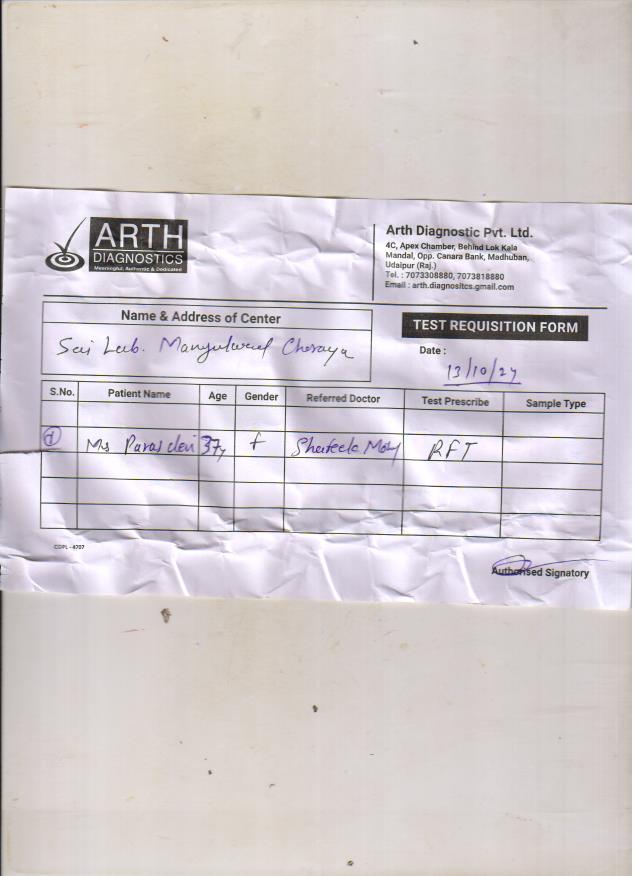 ARTH
DIAGNOSTICS
Meaningful, Authentic & Dedicated
Arth Diagnostic Pvt. Ltd.
4C, Apex Chamber, Behind Lok Kala
Mandal, Opp. Canara Bank, Madhuban,
Udaipur (Raj.)
Tel. : 7073308880, 7073818880
Email : arth.diagnositcs.gmail.com
Name & Address of Center
Sai Lab.
TEST REQUISITION FORM
Date :
13/10/24
S.No. Patient Name Age Gender Referred Doctor Test Prescribe Sample Type
1 Ms Paras devi 37y f RFT
CDPL - 4707
Authorised Signatory